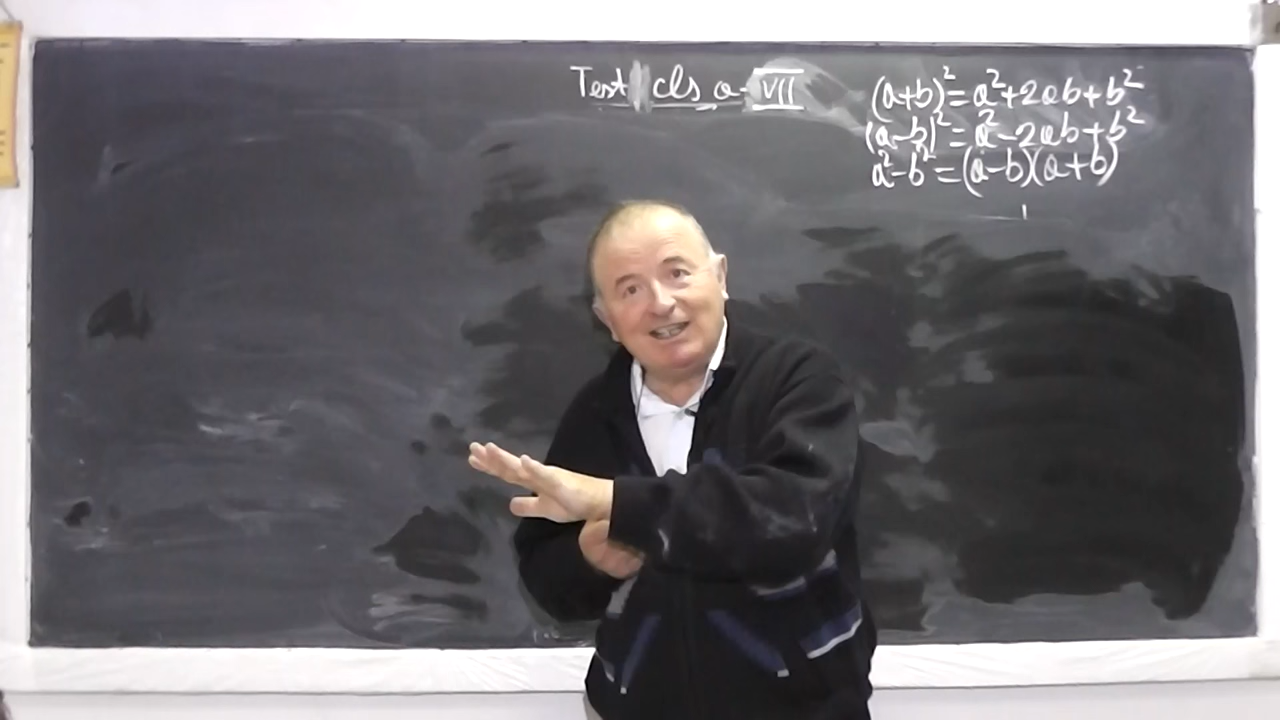 Test cls a-VII
(a+b)²=a²+2ab+b²
(a-b)²=a²-2ab+b²
a²-b²=(a-b)(a+b)